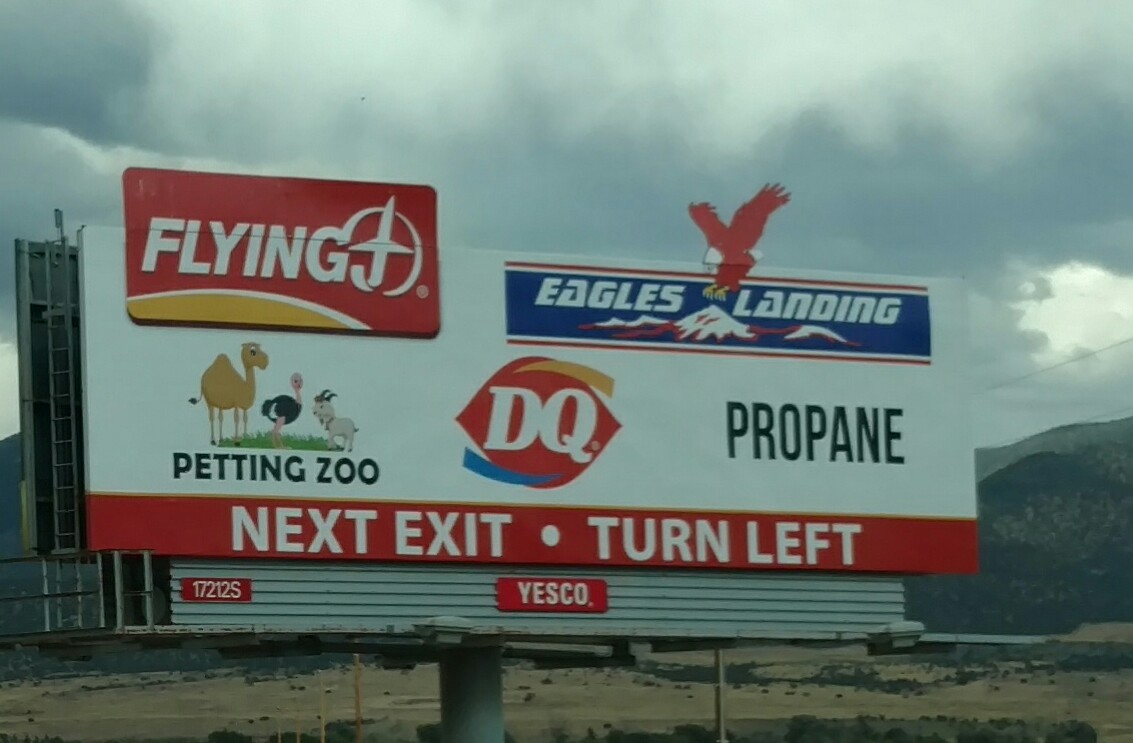 FLYING J
EAGLES LANDING
PETTING ZOO
DQ
PROPANE
NEXT EXIT • TURN LEFT
17212S
YESCO